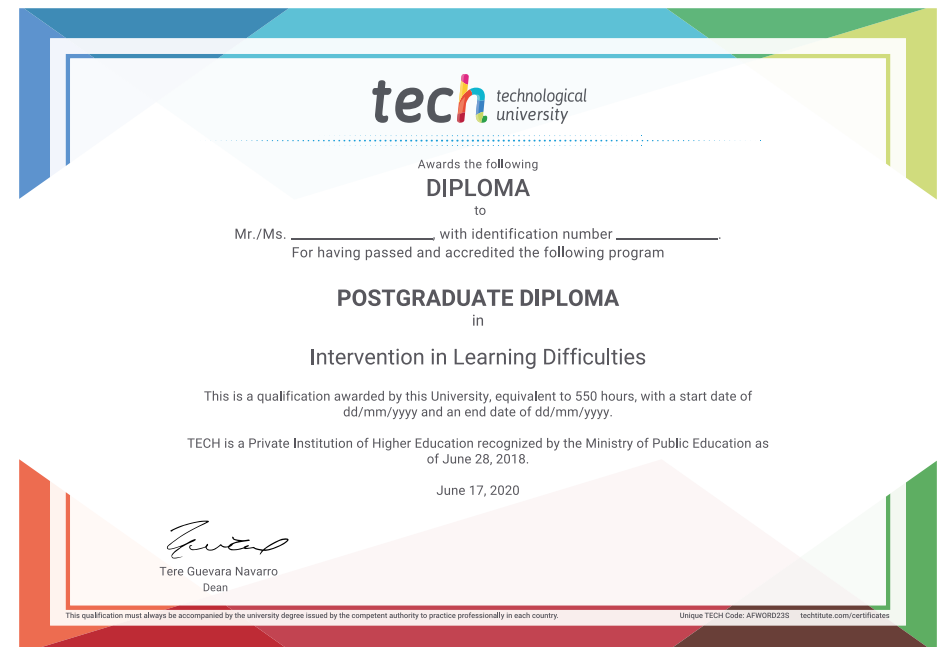 tech technological
university
Awards the following
DIPLOMA
to
Mr./Ms. ________________, with identification number ____________.
For having passed and accredited the following program
POSTGRADUATE DIPLOMA
in
Intervention in Learning Difficulties
This is a qualification awarded by this University, equivalent to 550 hours, with a start date of
dd/mm/yyyy and an end date of dd/mm/yyyy.
TECH is a Private Institution of Higher Education recognized by the Ministry of Public Education as
of June 28, 2018.
June 17, 2020
Tere Guevara Navarro
Dean
This qualification must always be accompanied by the university degree issued by the competent authority to practice professionally in each country.
Unique TECH Code: AFWORD23S techtitute.com/certificates